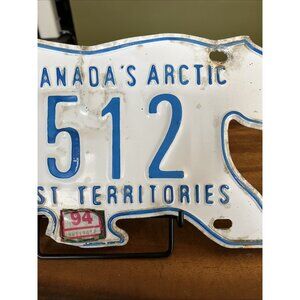 ANADA'S ARCTIC
512
ST TERRITORIES
94